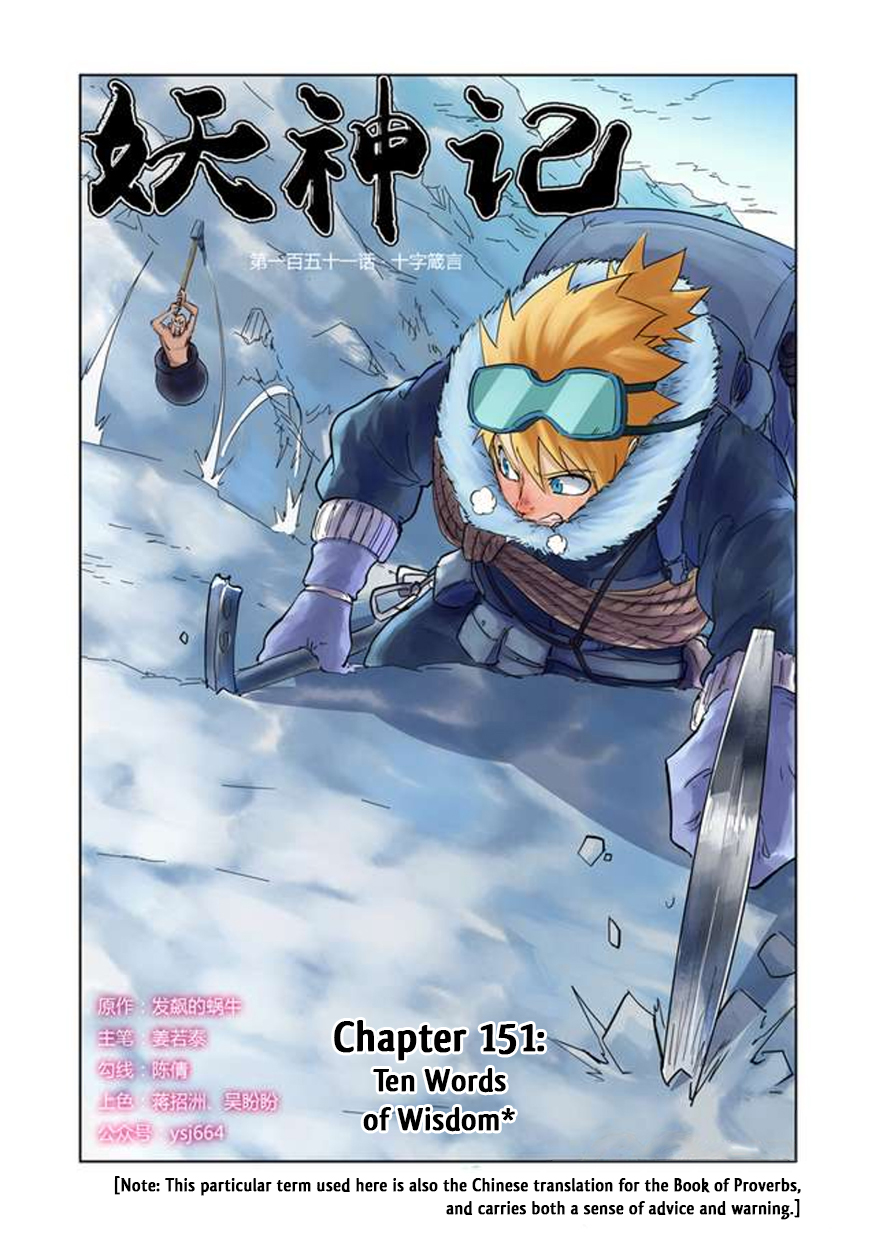 妖神记
第一百五十一话·十字箴言
原作：发飙的蜗牛
主笔：姜若泰
勾线：陈倩
上色：蒋招洲、吴盼盼
公众号：ysj664
Chapter 151:
Ten Words
of Wisdom*
[Note: This particular term used here is also the Chinese translation for the Book of Proverbs,
and carries both a sense of advice and warning.]